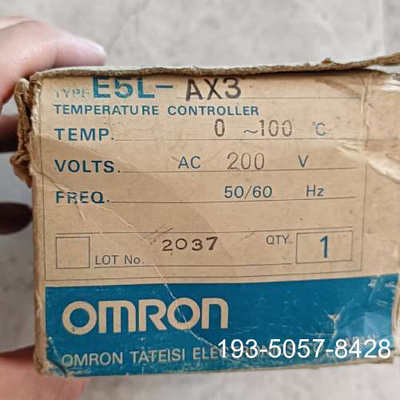 TYPE E5L-AX3
TEMPERATURE CONTROLLER
TEMP. 0 ~100 °C
VOLTS. AC 200 V
FREQ. 50/60 Hz
LOT No. 2037 QTY. 1
OMRON
OMRON TATEISI
193-5057-8428